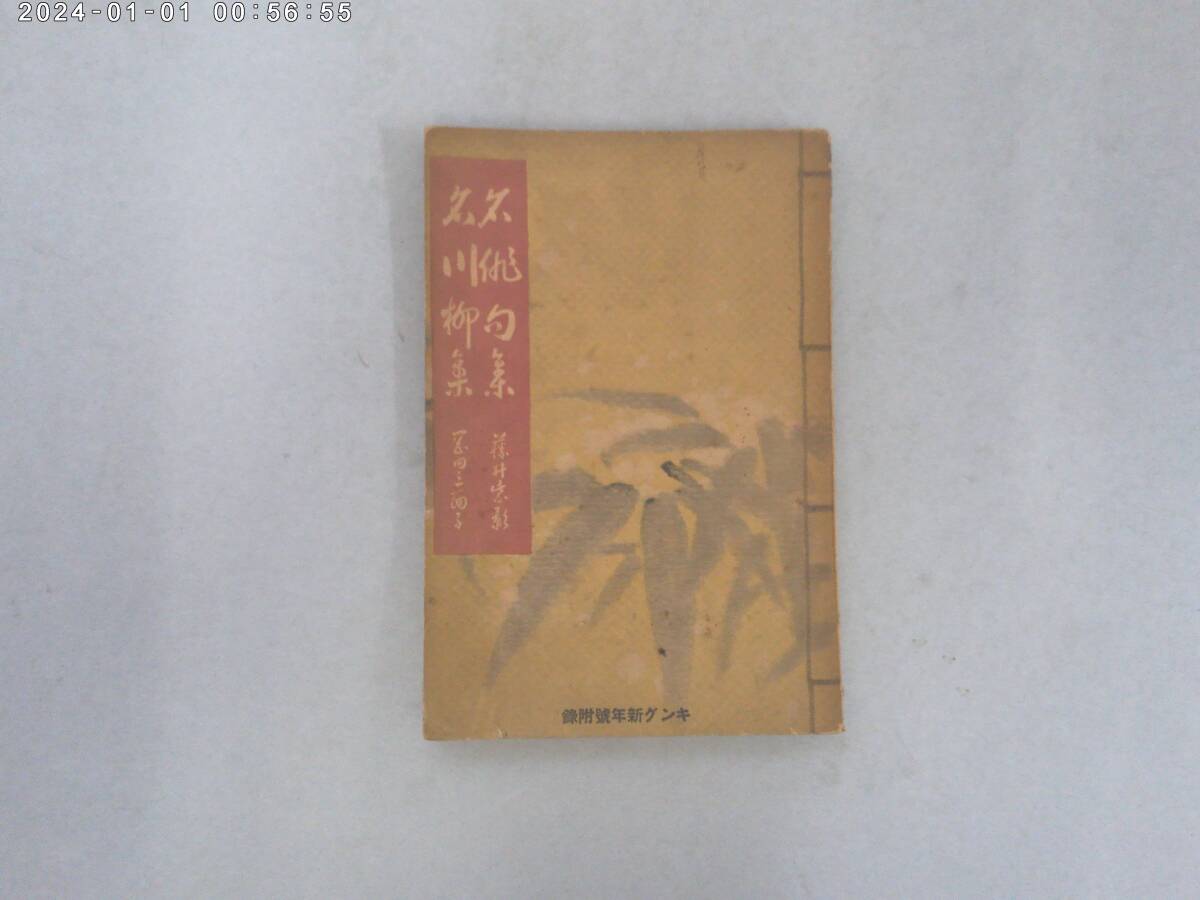 2024-01-01 00:56:55
名俳句集
藤井紫影
名川柳集
岡田三面子
キング新年號附錄